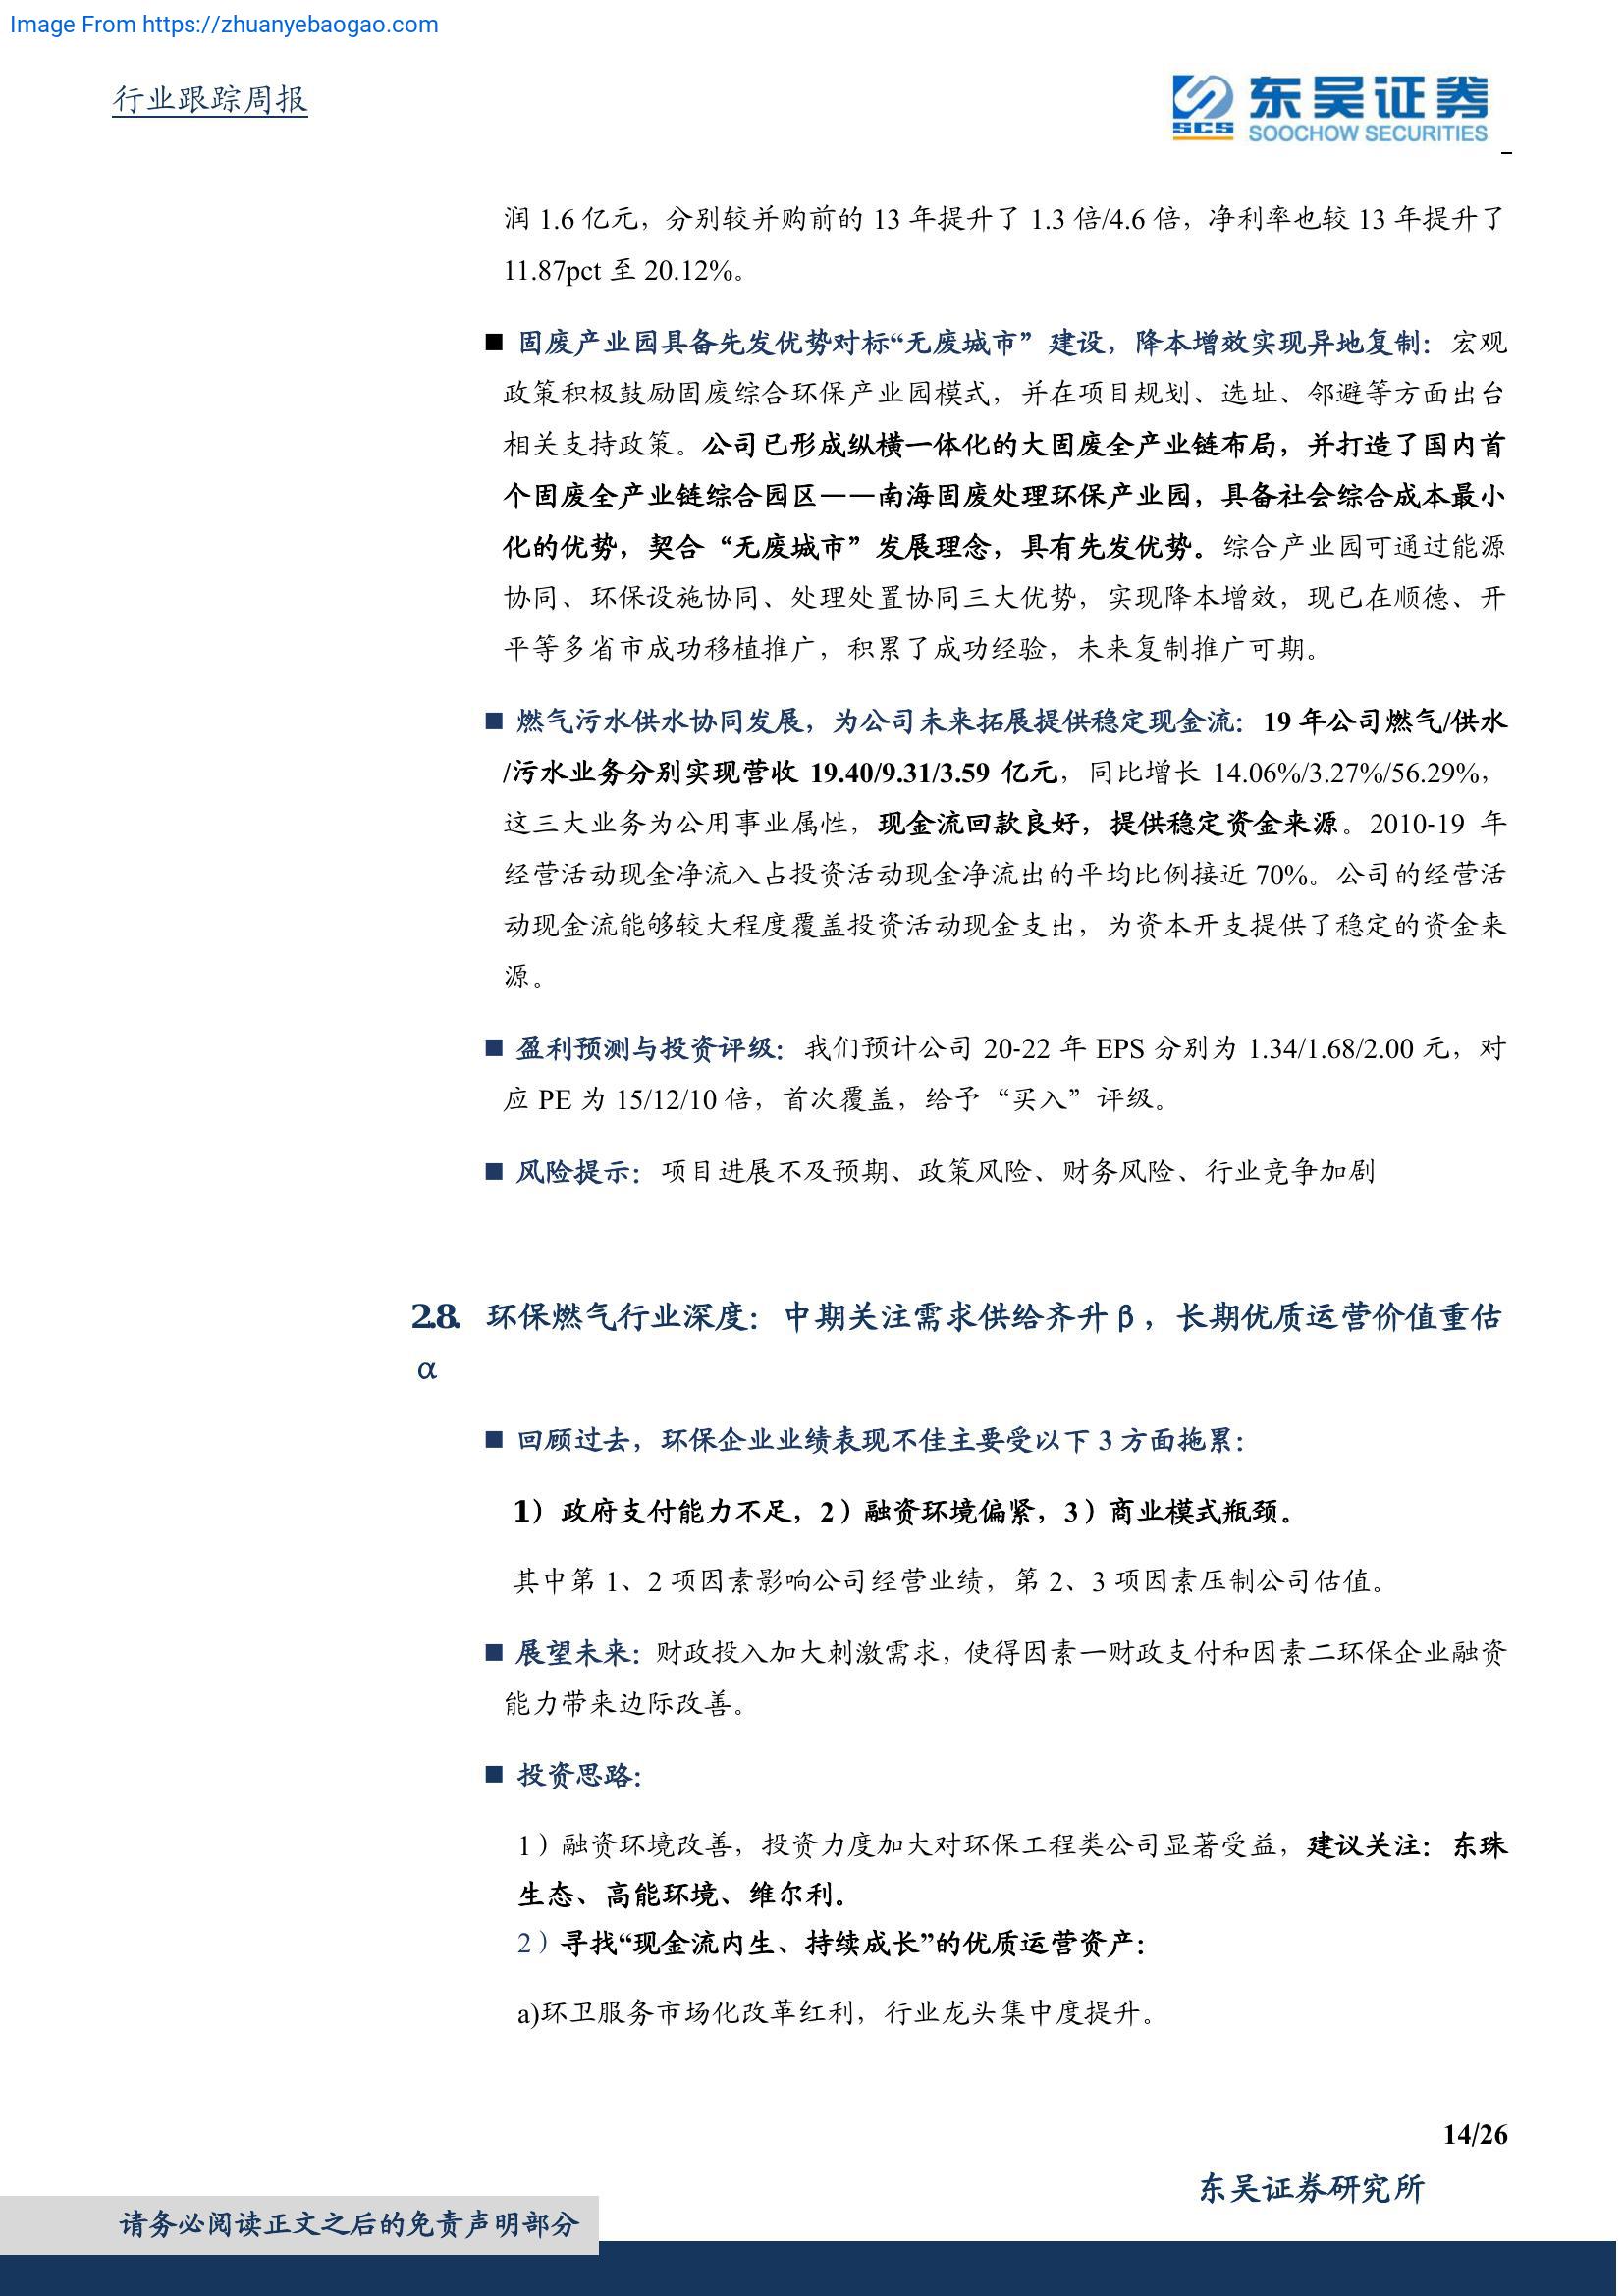 Image From https://zhuanyebaogao.com
行业跟踪周报
SCS 东吴证券
SOOCHOW SECURITIES
润 1.6 亿元，分别较并购前的 13 年提升了 1.3 倍/4.6 倍，净利率也较 13 年提升了
11.87pct 至 20.12%。
■ 固废产业园具备先发优势对标“无废城市”建设，降本增效实现异地复制：宏观
政策积极鼓励固废综合环保产业园模式，并在项目规划、选址、邻避等方面出台
相关支持政策。公司已形成纵横一体化的大固废全产业链布局，并打造了国内首
个固废全产业链综合园区——南海固废处理环保产业园，具备社会综合成本最小
化的优势，契合“无废城市”发展理念，具有先发优势。综合产业园可通过能源
协同、环保设施协同、处理处置协同三大优势，实现降本增效，现已在顺德、开
平等多省市成功移植推广，积累了成功经验，未来复制推广可期。
■ 燃气污水供水协同发展，为公司未来拓展提供稳定现金流：19 年公司燃气/供水
/污水业务分别实现营收 19.40/9.31/3.59 亿元，同比增长 14.06%/3.27%/56.29%，
这三大业务为公用事业属性，现金流回款良好，提供稳定资金来源。2010-19 年
经营活动现金净流入占投资活动现金净流出的平均比例接近 70%。公司的经营活
动现金流能够较大程度覆盖投资活动现金支出，为资本开支提供了稳定的资金来
源。
■ 盈利预测与投资评级：我们预计公司 20-22 年 EPS 分别为 1.34/1.68/2.00 元，对
应 PE 为 15/12/10 倍，首次覆盖，给予“买入”评级。
■ 风险提示：项目进展不及预期、政策风险、财务风险、行业竞争加剧
2.8. 环保燃气行业深度：中期关注需求供给齐升 β，长期优质运营价值重估
α
■ 回顾过去，环保企业业绩表现不佳主要受以下 3 方面拖累：
1）政府支付能力不足，2）融资环境偏紧，3）商业模式瓶颈。
其中第 1、2 项因素影响公司经营业绩，第 2、3 项因素压制公司估值。
■ 展望未来：财政投入加大刺激需求，使得因素一财政支付和因素二环保企业融资
能力带来边际改善。
■ 投资思路：
1）融资环境改善，投资力度加大对环保工程类公司显著受益，建议关注：东珠
生态、高能环境、维尔利。
2）寻找“现金流内生、持续成长”的优质运营资产：
a)环卫服务市场化改革红利，行业龙头集中度提升。
14/26
东吴证券研究所
请务必阅读正文之后的免责声明部分